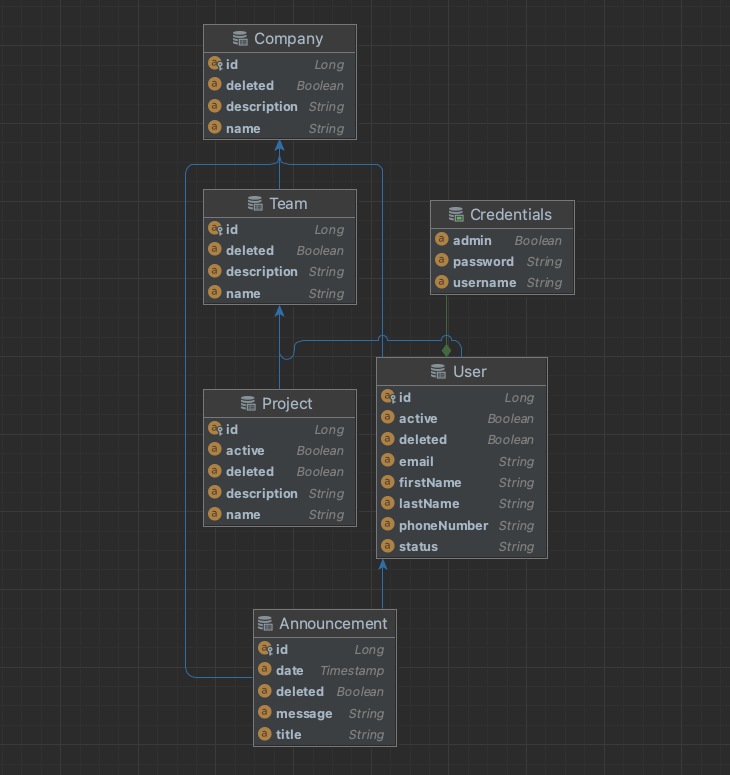 Company
id Long
deleted Boolean
description String
name String
Team
id Long
deleted Boolean
description String
name String
Credentials
admin Boolean
password String
username String
Project
id Long
active Boolean
deleted Boolean
description String
name String
User
id Long
active Boolean
deleted Boolean
email String
firstName String
lastName String
phoneNumber String
status String
Announcement
id Long
date Timestamp
deleted Boolean
message String
title String